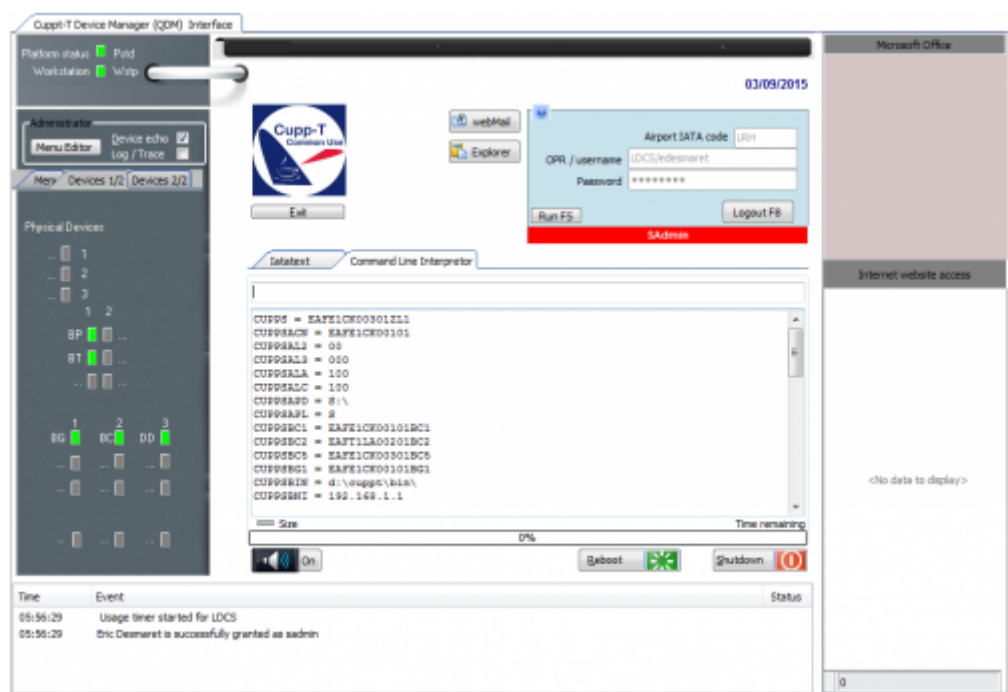 Cuppt-T Device Manager (QDM) Interface
Platform status Pstd
Workstation Wstp
03/09/2015
Microsoft Office
Administrator
Menu Editor
Device echo
Log / Trace
Devices 1/2
Devices 2/2
Cupp-T
Common Use
Exit
webMail
Explorer
Airport IATA code LRH
OPR / username LDCS/edesmaret
Password ********
Run F5
Logout F8
SAdmin
Physical Devices
... 1
... 2
... 3
1 2
BP ...
BT ...
... ...
1 2 3
BG BC DD
... ... ...
... ... ...
... ... ...
Iatatext
Command Line Interpretor
CUPPS = EAFE1CK00301ZL1
CUPPSACN = EAFE1CK00101
CUPPSAL2 = 00
CUPPSAL3 = 000
CUPPSALA = 100
CUPPSALC = 100
CUPPSAPD = S:\
CUPPSAPL = S
CUPPSBC1 = EAFE1CK00101BC1
CUPPSBC2 = EAFT1LA00201BC2
CUPPSBC5 = EAFE1CK00301BC5
CUPPSBG1 = EAFE1CK00101BG1
CUPPSBIN = d:\cuppt\bin\
CUPPSBNI = 192.168.1.1
Size
Time remaining
0%
On
Reboot
Shutdown
Internet website access
<No data to display>
Time Event Status
05:56:29 Usage timer started for LDCS
05:56:29 Eric Desmaret is successfully granted as sadmin
0